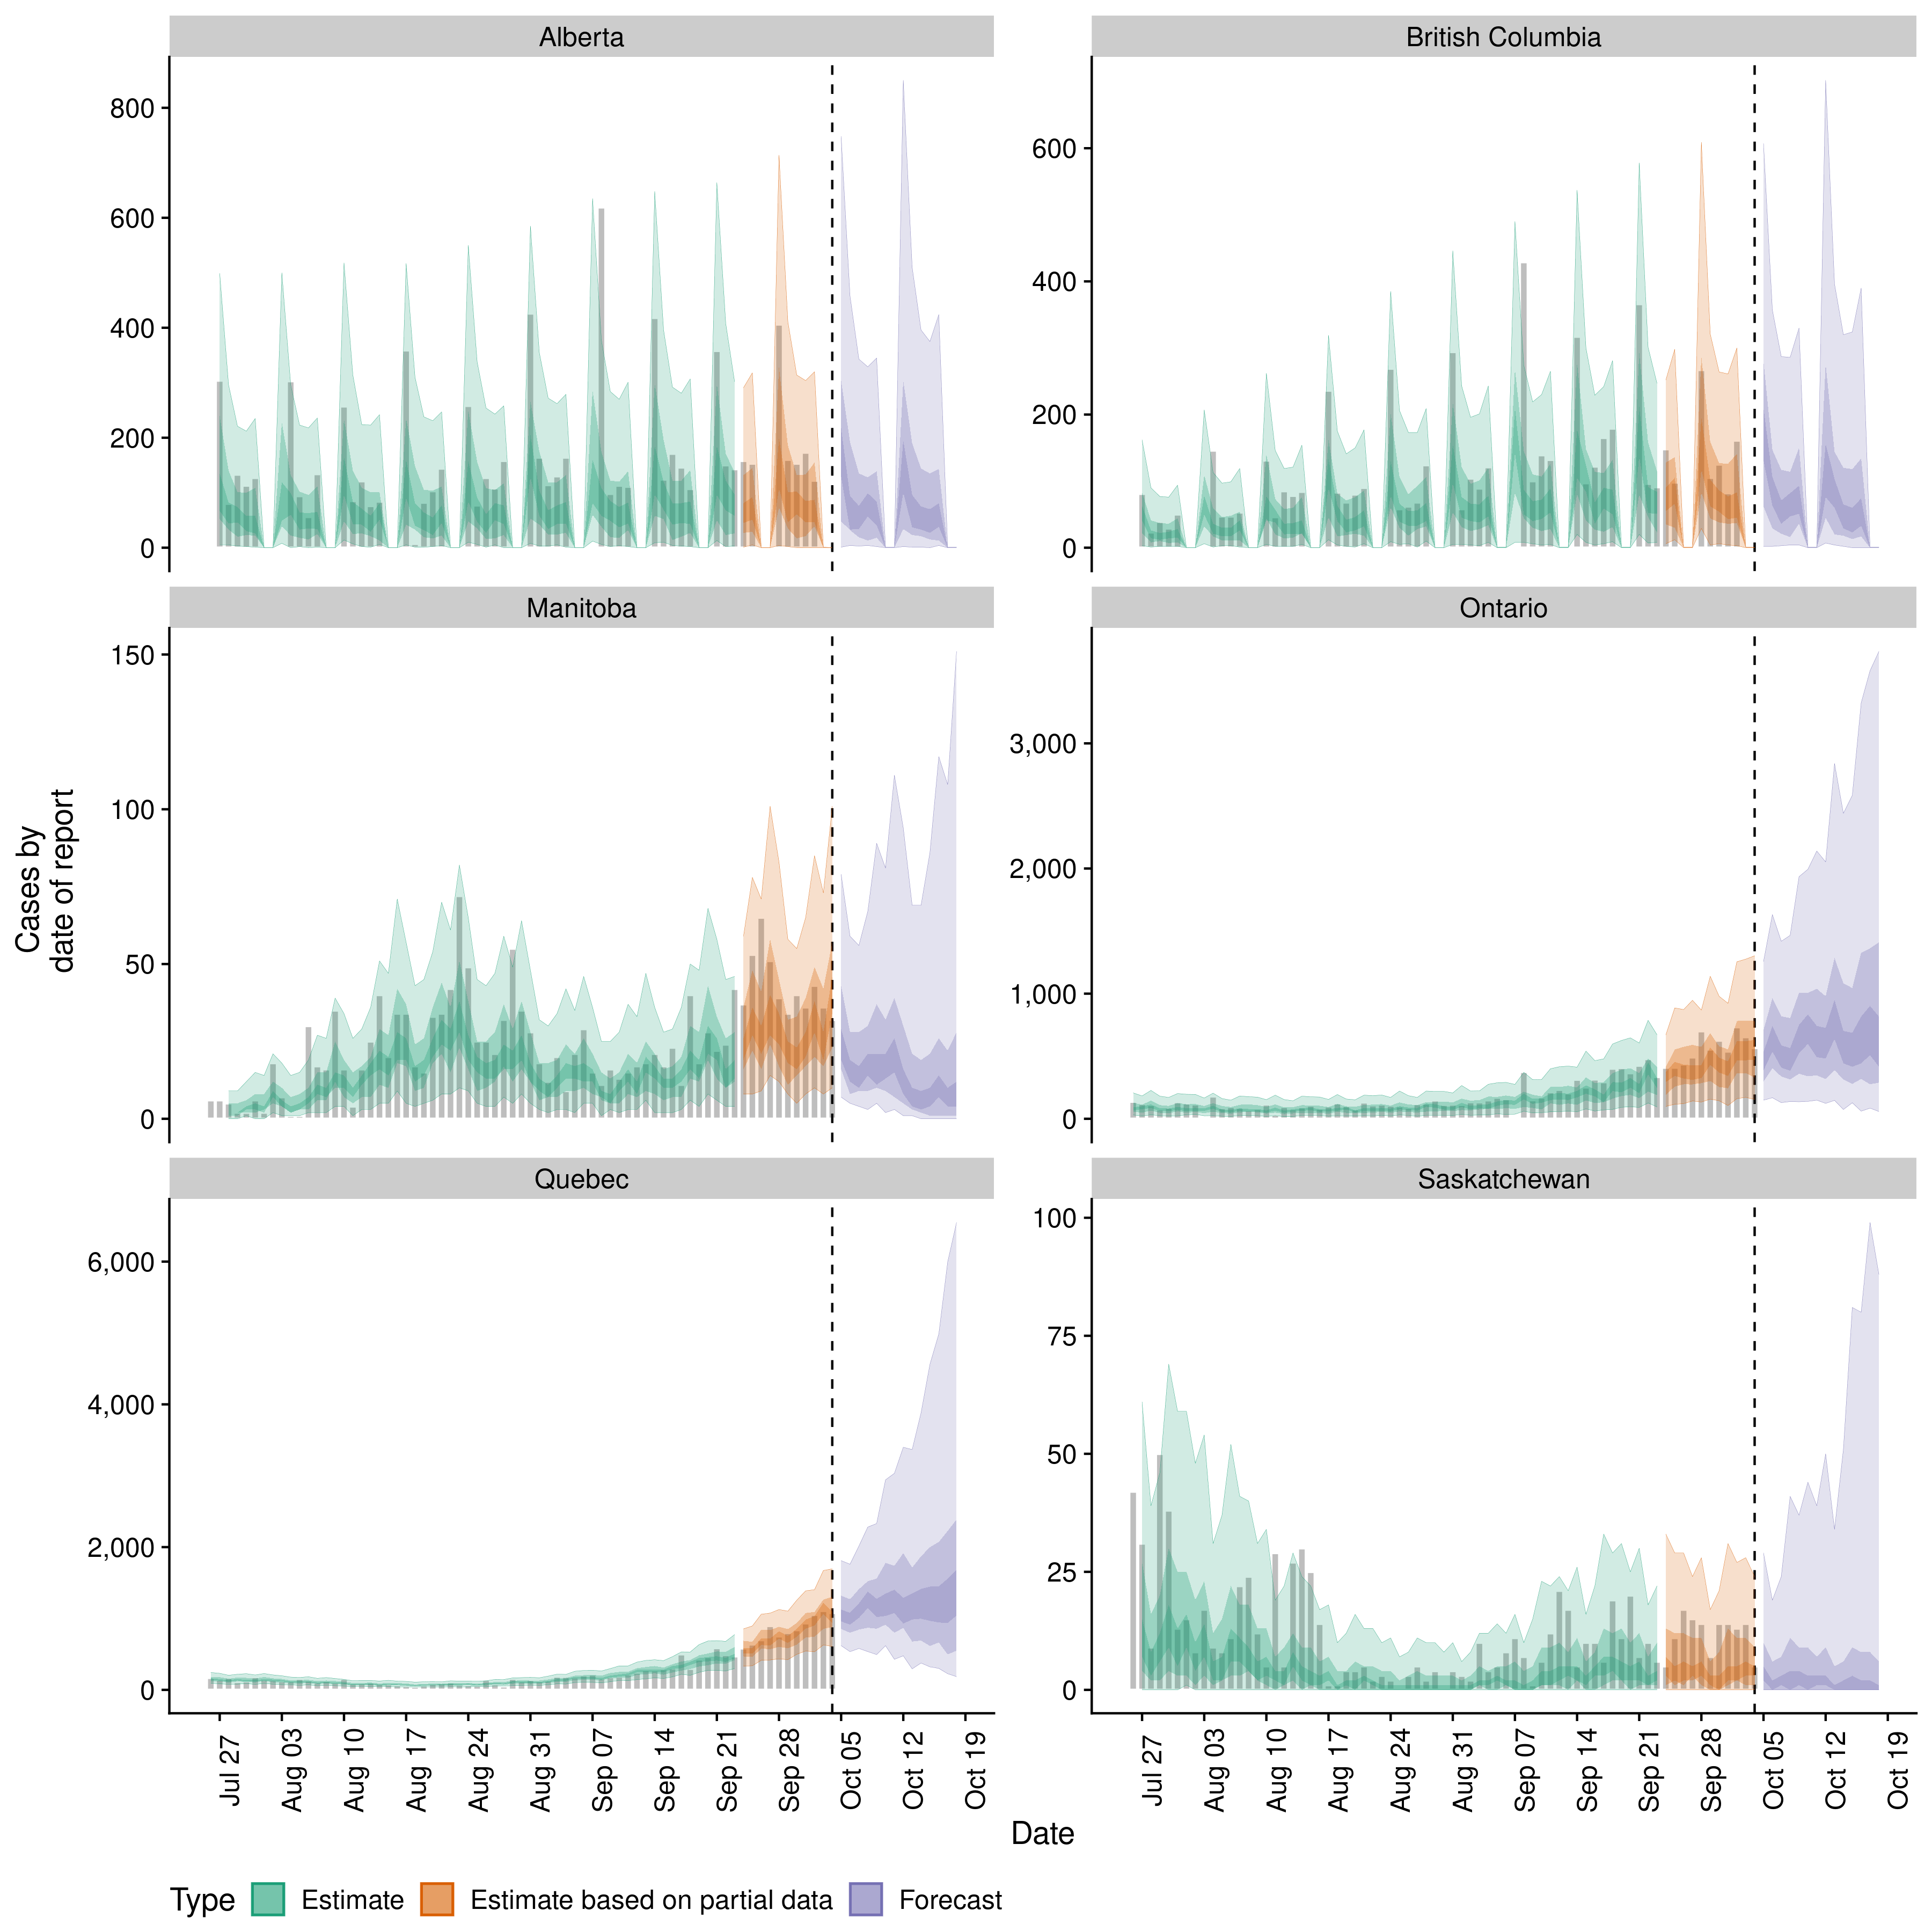 Alberta
British Columbia
800
600
400
200
0
600
400
200
0
Manitoba
Ontario
150
100
50
0
3,000
2,000
1,000
0
Quebec
Saskatchewan
6,000
4,000
2,000
0
100
75
50
25
0
Cases by
date of report
Jul 27
Aug 03
Aug 10
Aug 17
Aug 24
Aug 31
Sep 07
Sep 14
Sep 21
Sep 28
Oct 05
Oct 12
Oct 19
Jul 27
Aug 03
Aug 10
Aug 17
Aug 24
Aug 31
Sep 07
Sep 14
Sep 21
Sep 28
Oct 05
Oct 12
Oct 19
Date
Type Estimate Estimate based on partial data Forecast